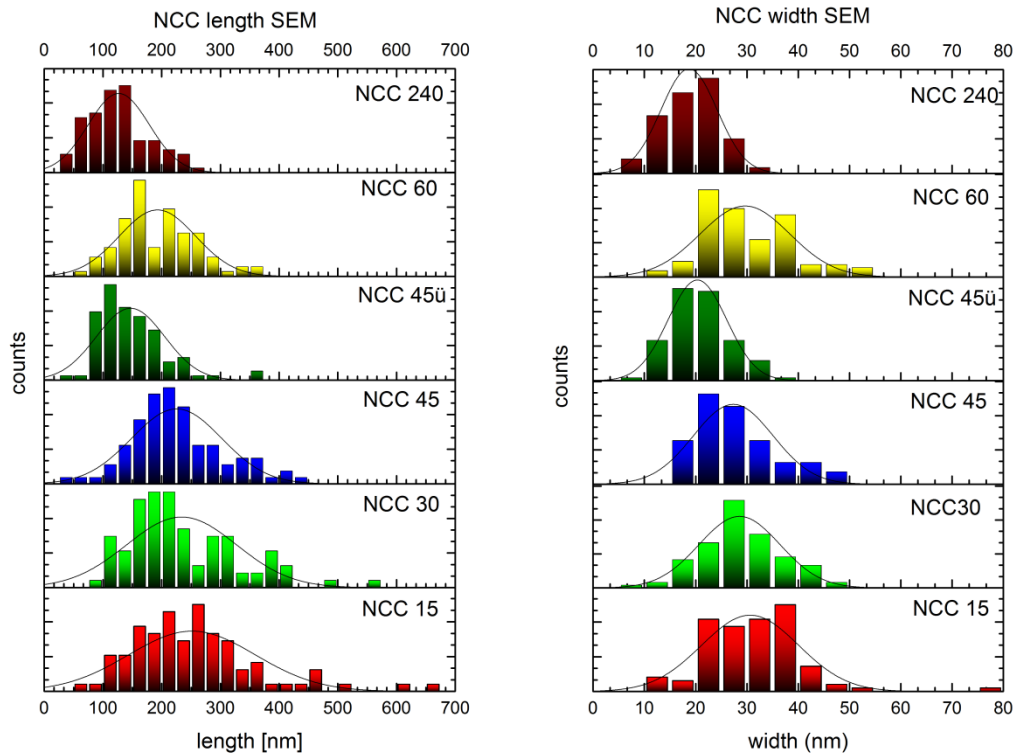 NCC length SEM
0 100 200 300 400 500 600 700
NCC 240
NCC 60
NCC 45ü
NCC 45
NCC 30
NCC 15
counts
0 100 200 300 400 500 600 700
length [nm]
NCC width SEM
0 10 20 30 40 50 60 70 80
NCC 240
NCC 60
NCC 45ü
NCC 45
NCC30
NCC 15
counts
0 10 20 30 40 50 60 70 80
width (nm)